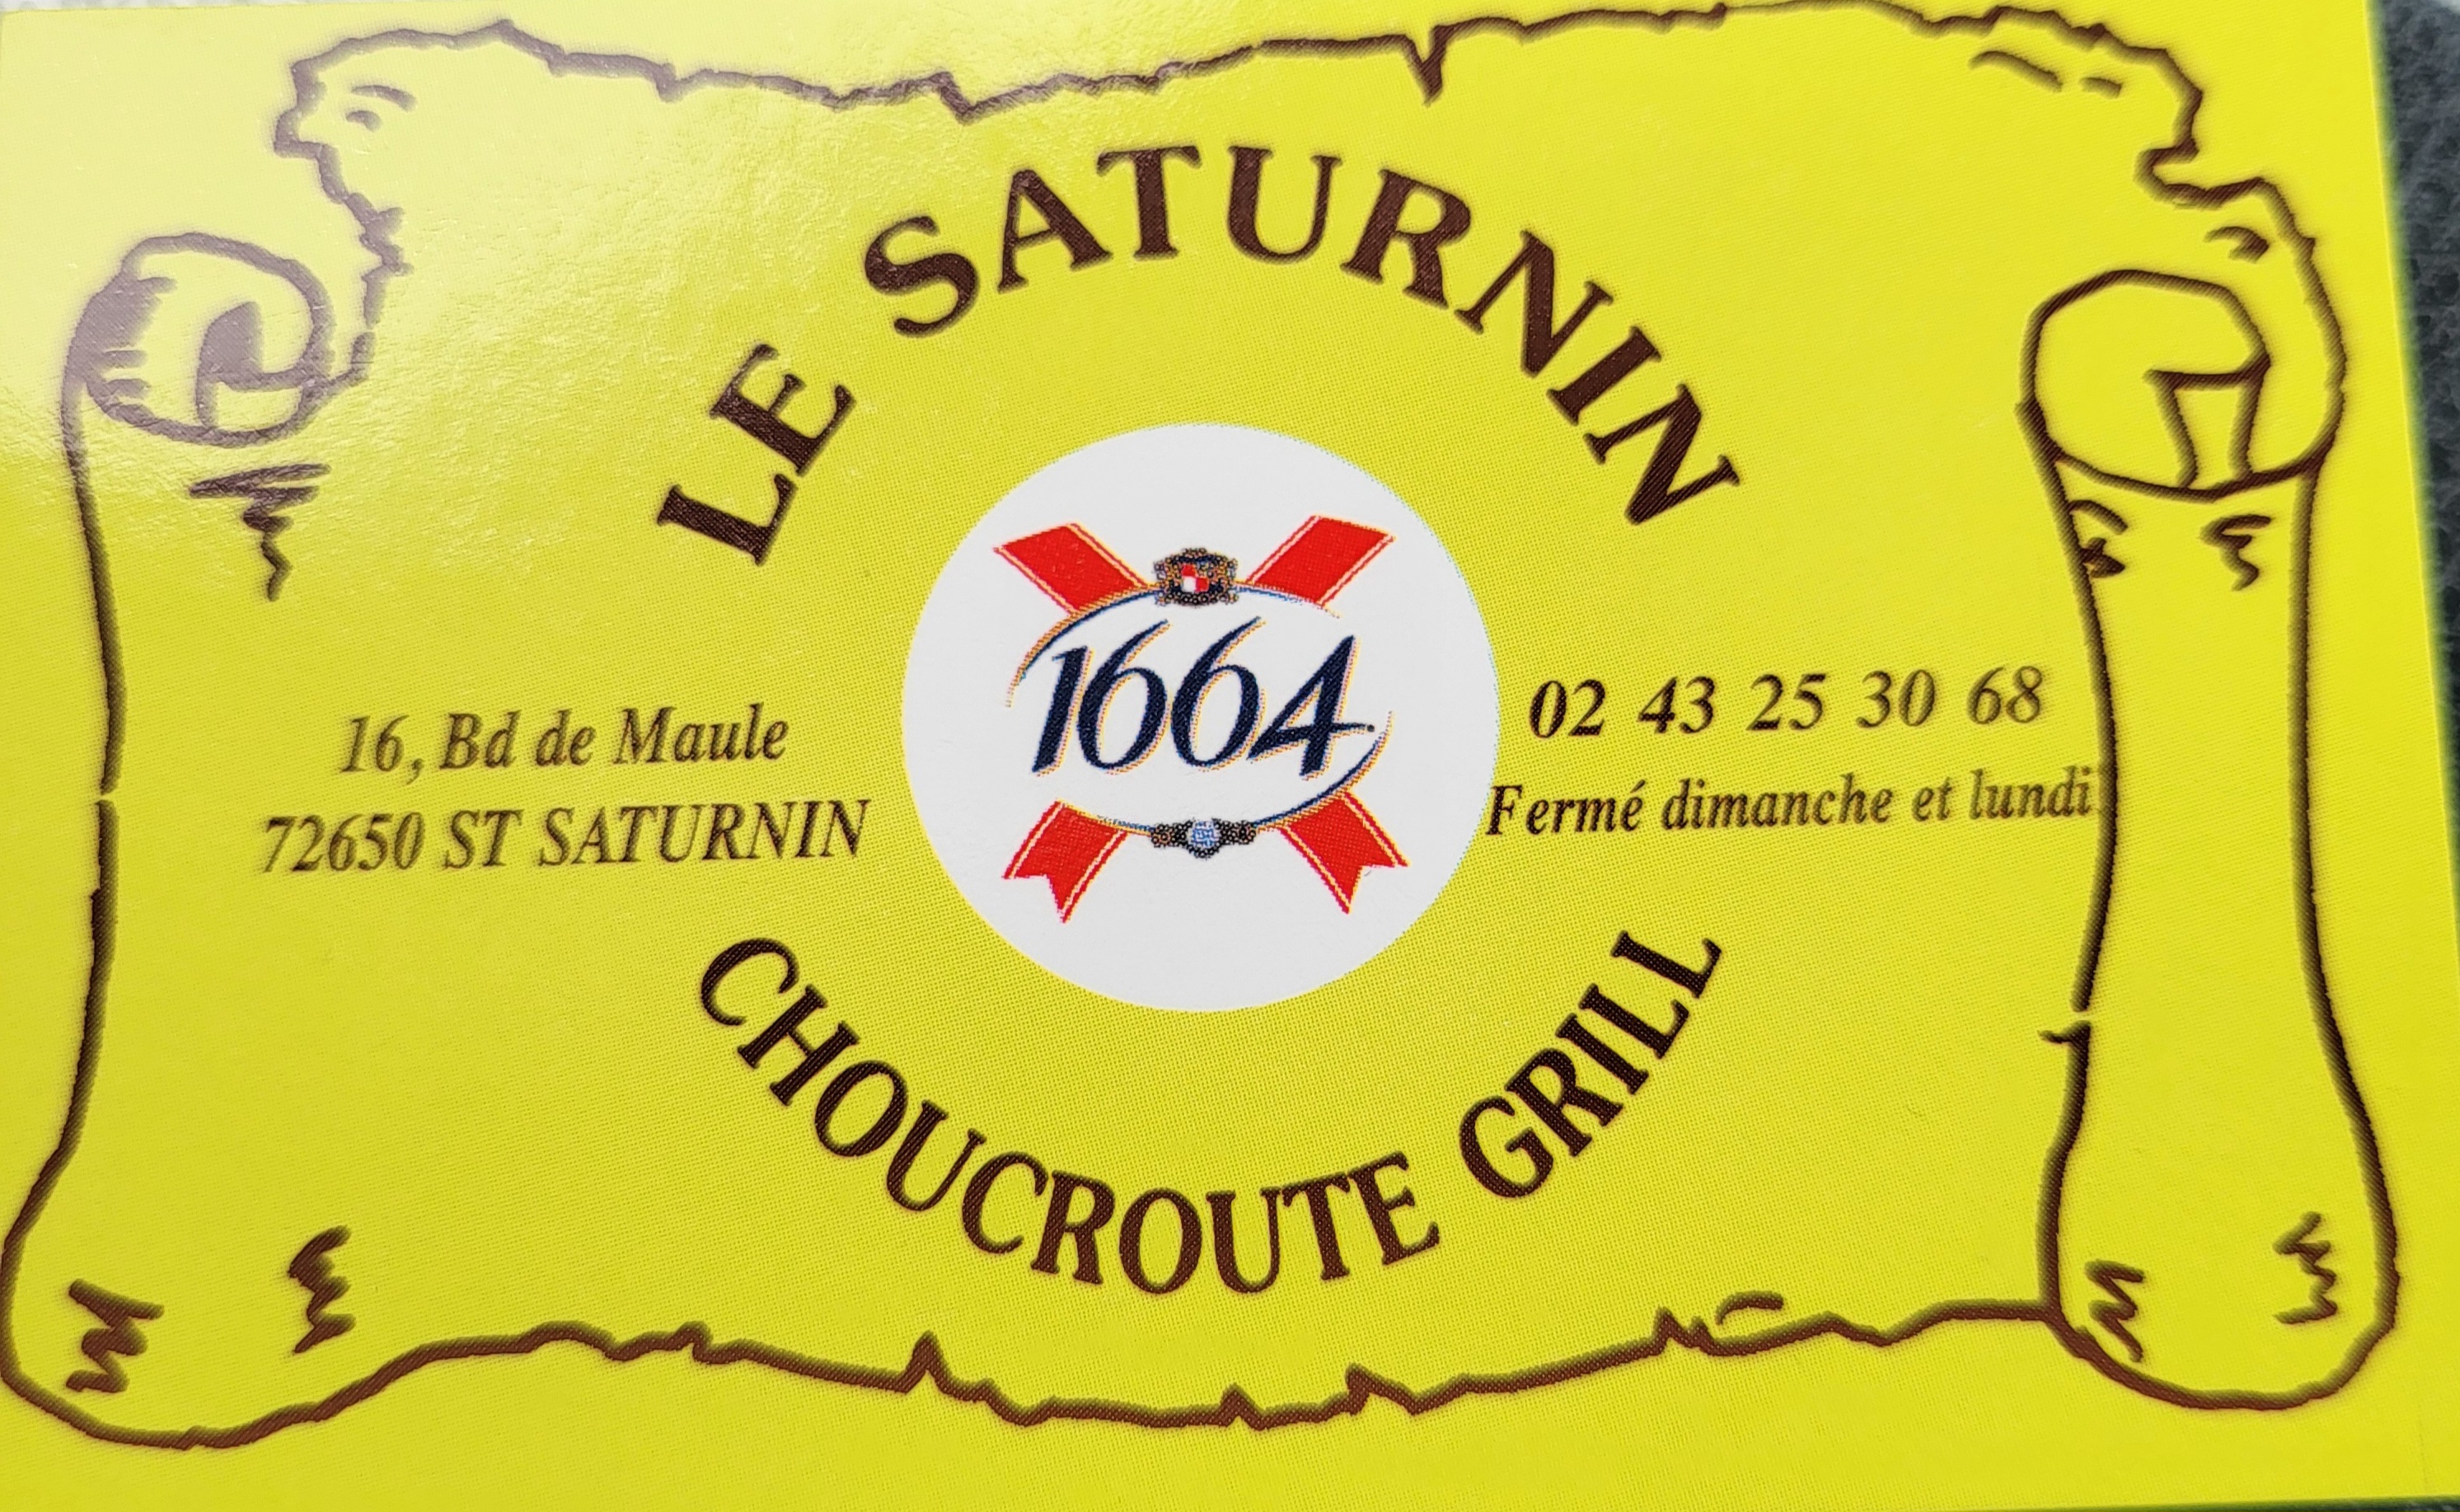 LE SATURNIN
1664
16, Bd de Maule
72650 ST SATURNIN
02 43 25 30 68
Fermé dimanche et lundi
CHOUCROUTE GRILL